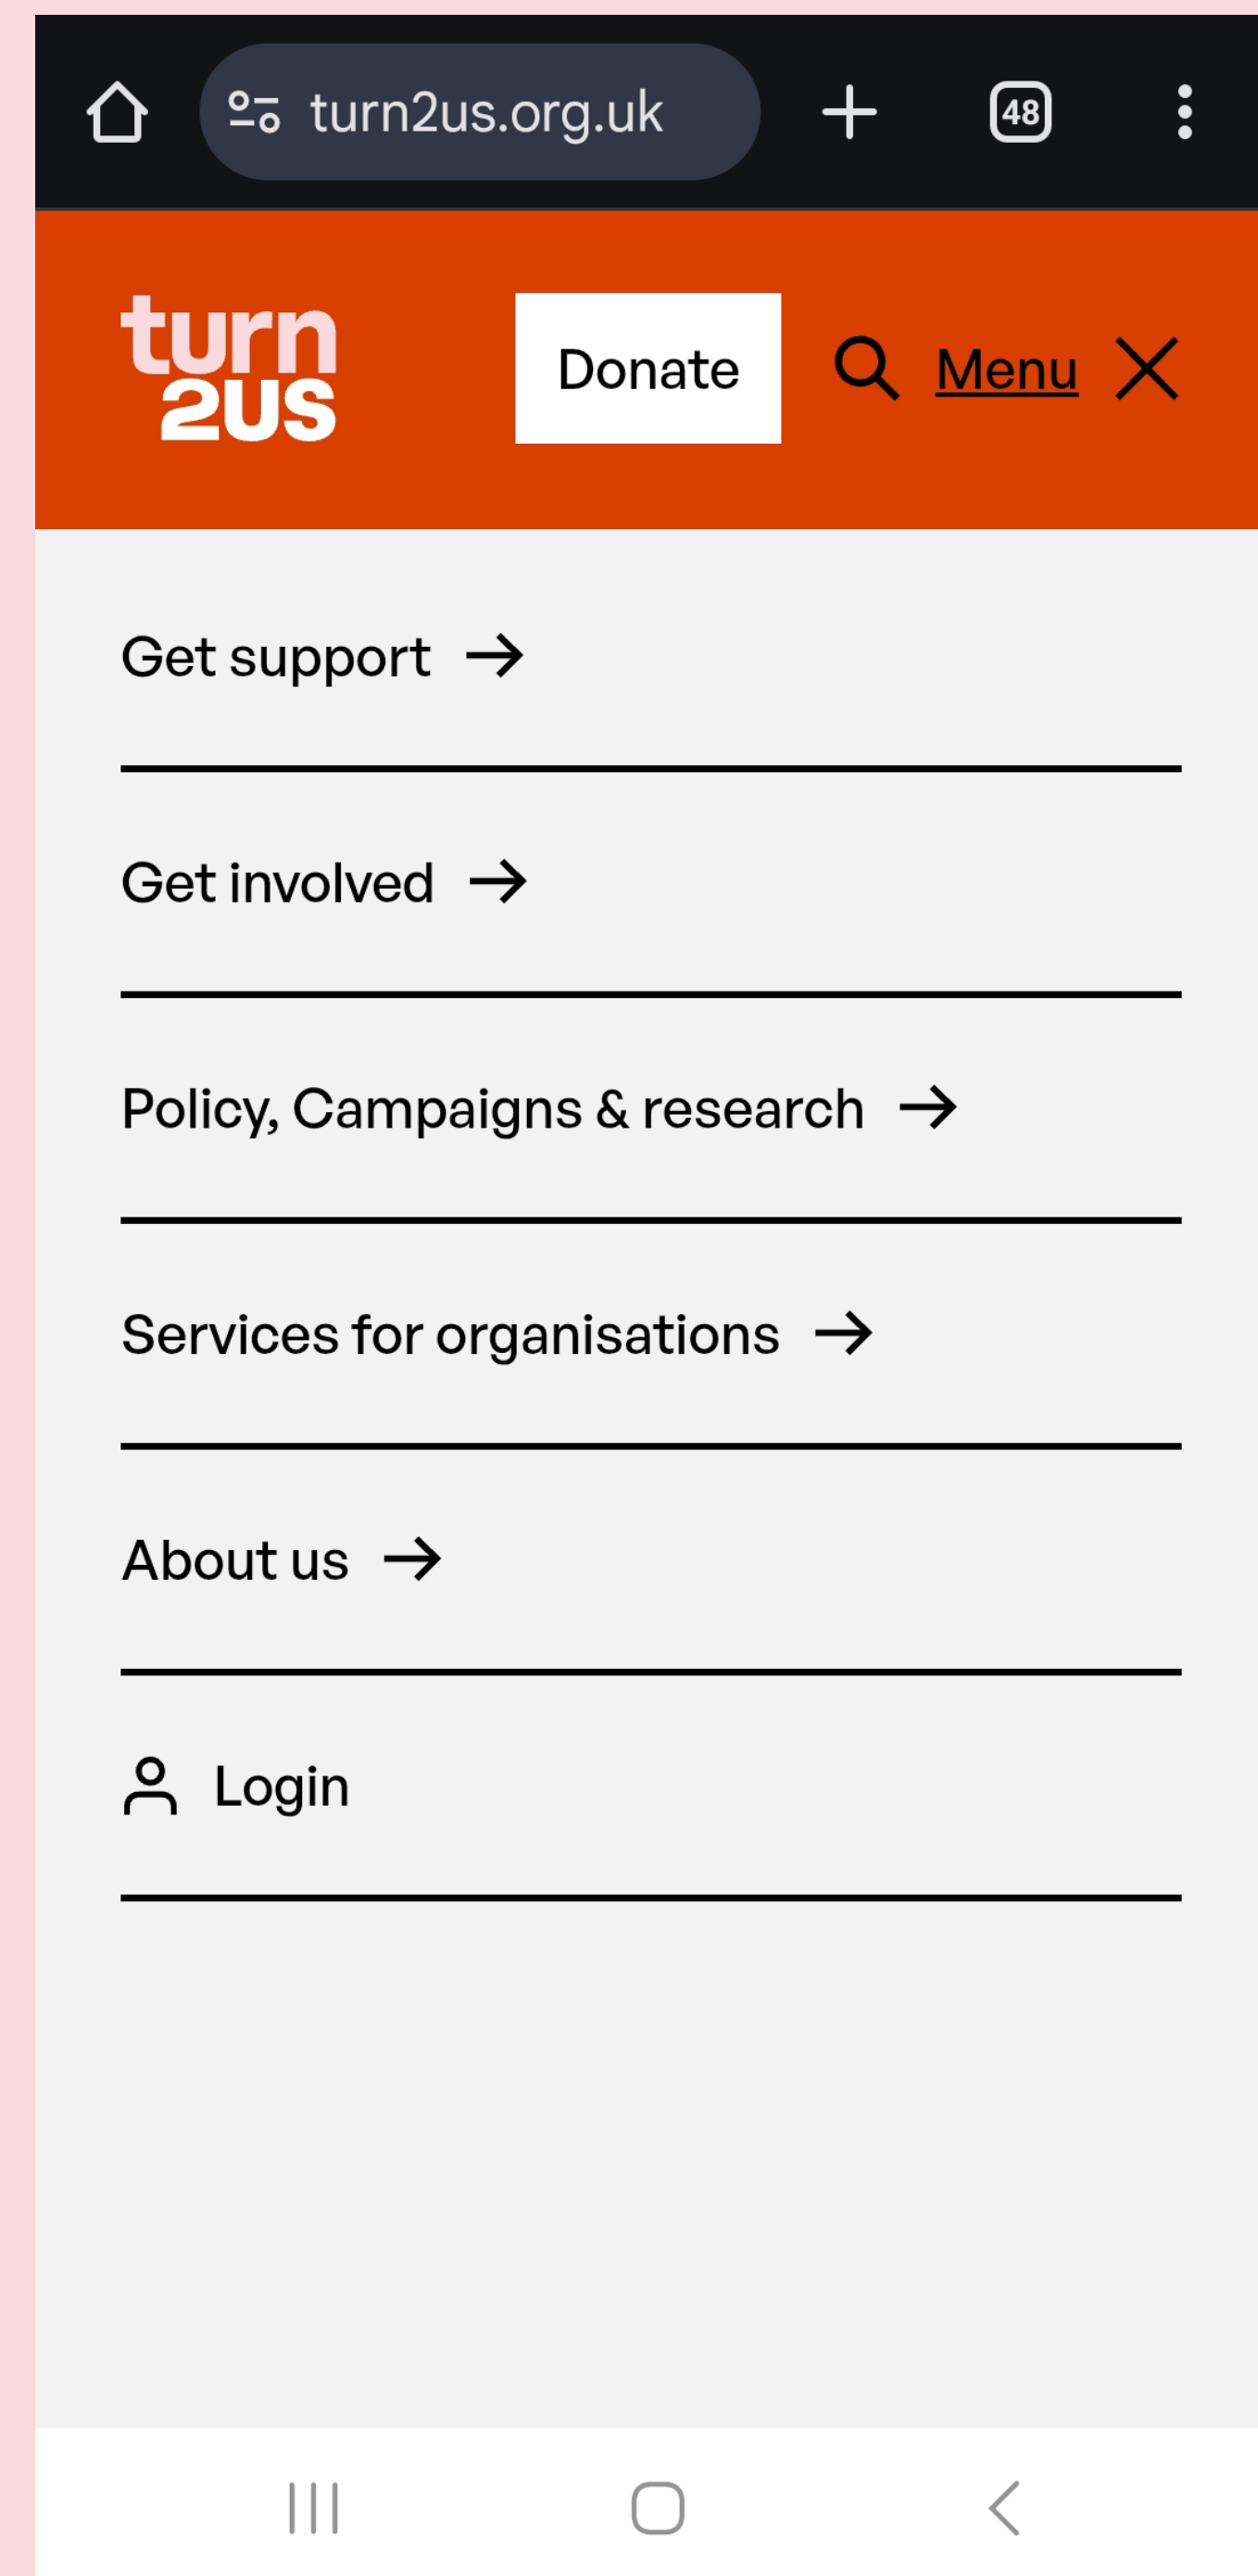 turn2us.org.uk
48
turn
2us
Donate
Menu
Get support
Get involved
Policy, Campaigns & research
Services for organisations
About us
Login